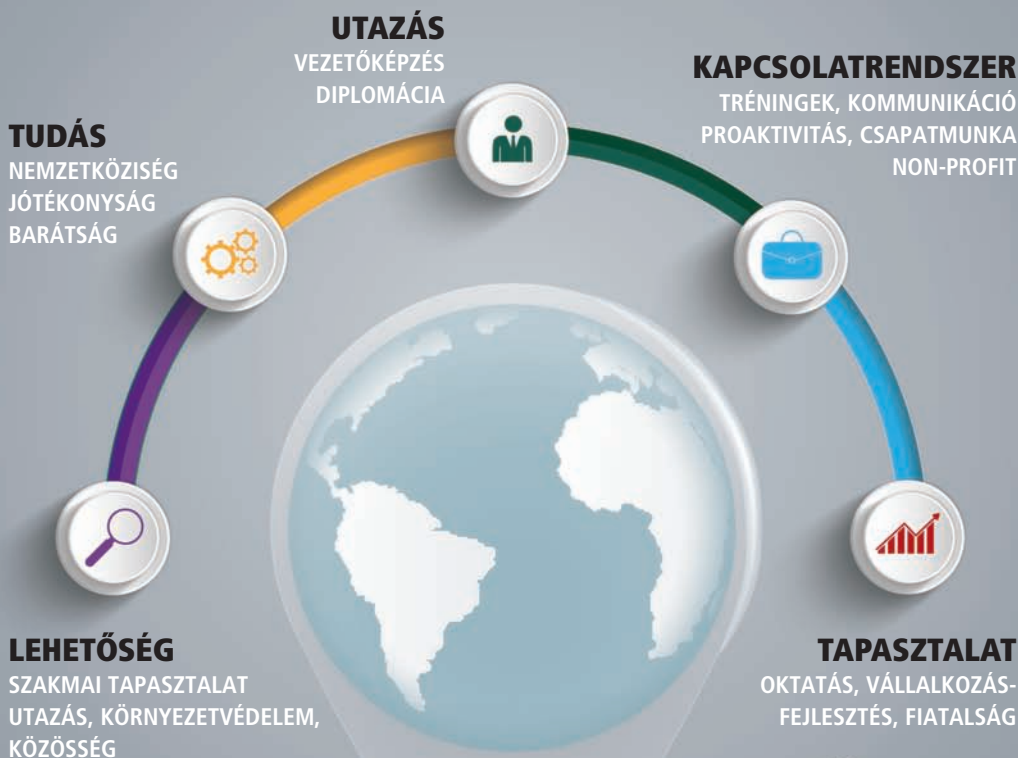 UTAZÁS
VEZETŐKÉPZÉS
DIPLOMÁCIA
KAPCSOLATRENDSZER
TRÉNINGEK, KOMMUNIKÁCIÓ
PROAKTIVITÁS, CSAPATMUNKA
NON-PROFIT
TUDÁS
NEMZETKÖZISÉG
JÓTÉKONYSÁG
BARÁTSÁG
LEHETŐSÉG
SZAKMAI TAPASZTALAT
UTAZÁS, KÖRNYEZETVÉDELEM,
KÖZÖSSÉG
TAPASZTALAT
OKTATÁS, VÁLLALKOZÁS-
FEJLESZTÉS, FIATALSÁG